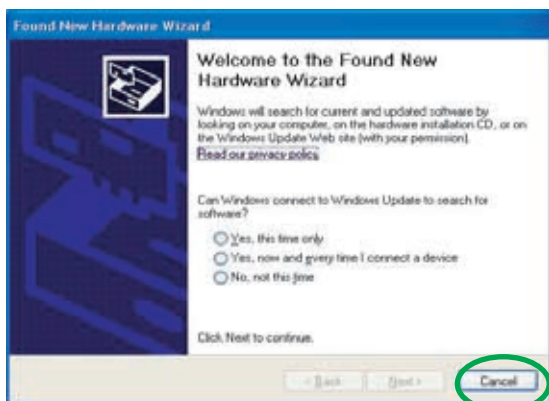 Found New Hardware Wizard
Welcome to the Found New
Hardware Wizard
Windows will search for current and updated software by
looking on your computer, on the hardware installation CD, or on
the Windows Update Web site (with your permission).
Read our privacy policy
Can Windows connect to Windows Update to search for
software?
Yes, this time only
Yes, now and every time I connect a device
No, not this time
Click Next to continue.
< Back Next > Cancel